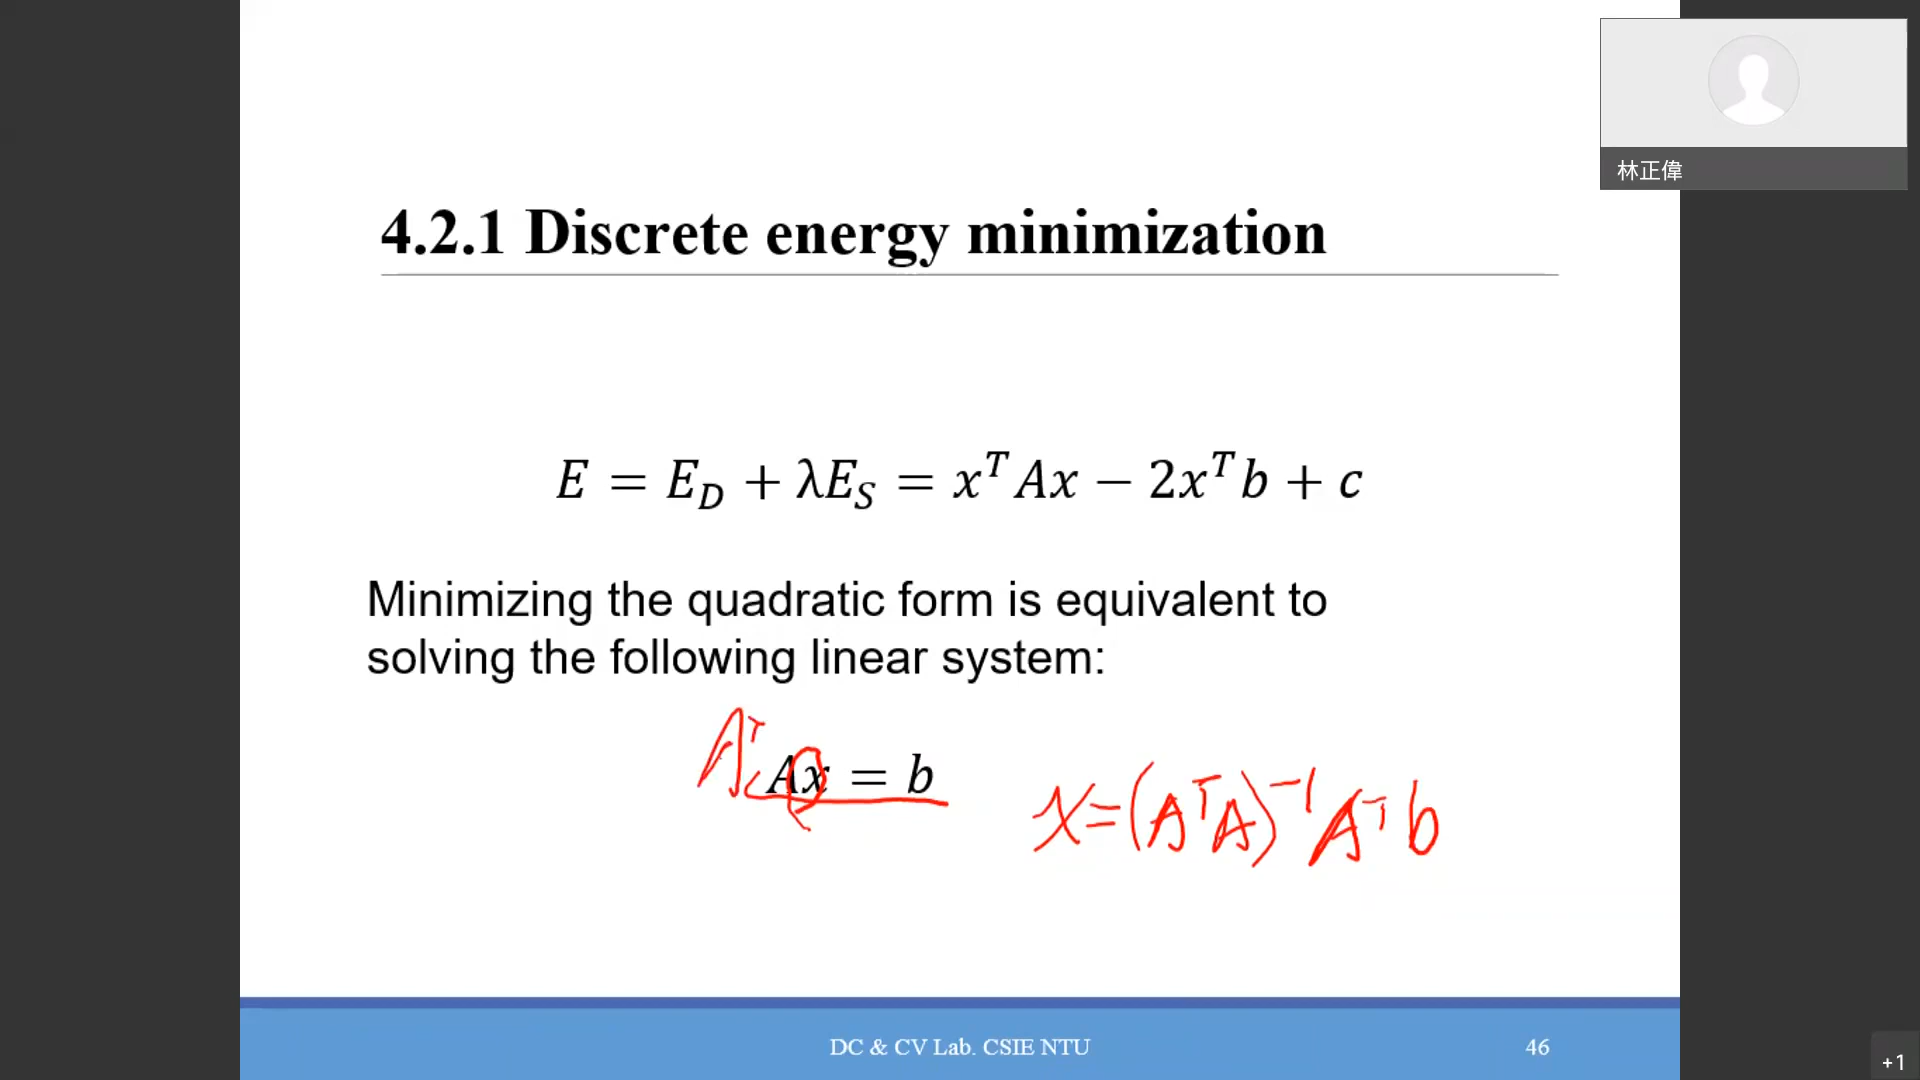 林正偉
4.2.1 Discrete energy minimization
E = E_D + λE_S = x^T Ax − 2x^T b + c
Minimizing the quadratic form is equivalent to
solving the following linear system:
A^T Ax = b
x=(A^T A)^{-1} A^T b
DC & CV Lab. CSIE NTU
46
+1